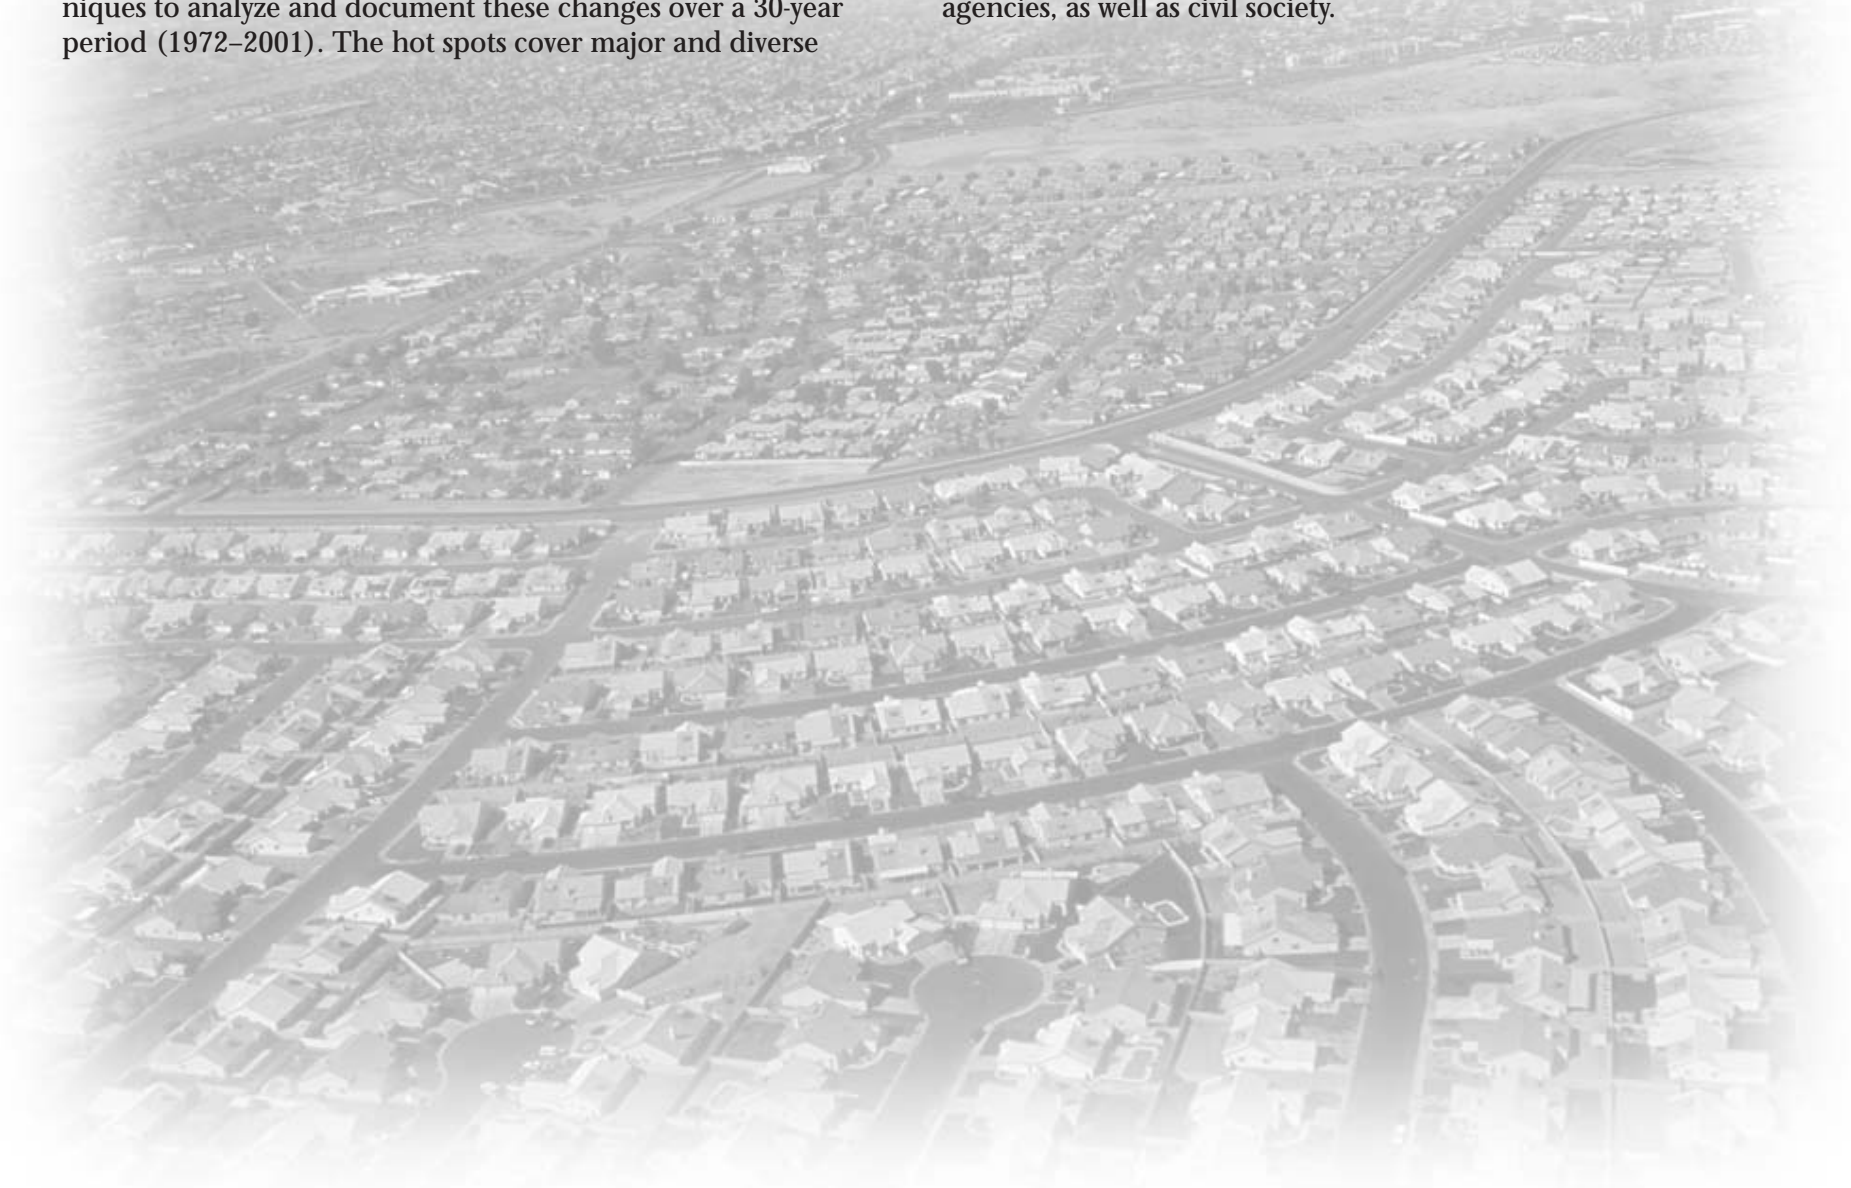 niques to analyze and document these changes over a 30-year
period (1972–2001). The hot spots cover major and diverse
agencies, as well as civil society.